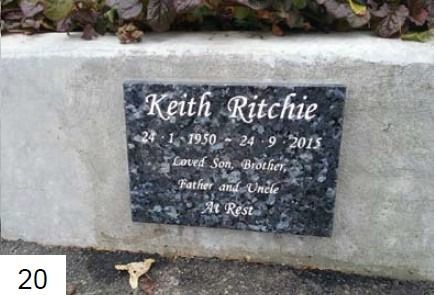 Keith Ritchie
24 · 1 · 1950 ~ 24 · 9 · 2015
Loved Son, Brother,
Father and Uncle
At Rest
20